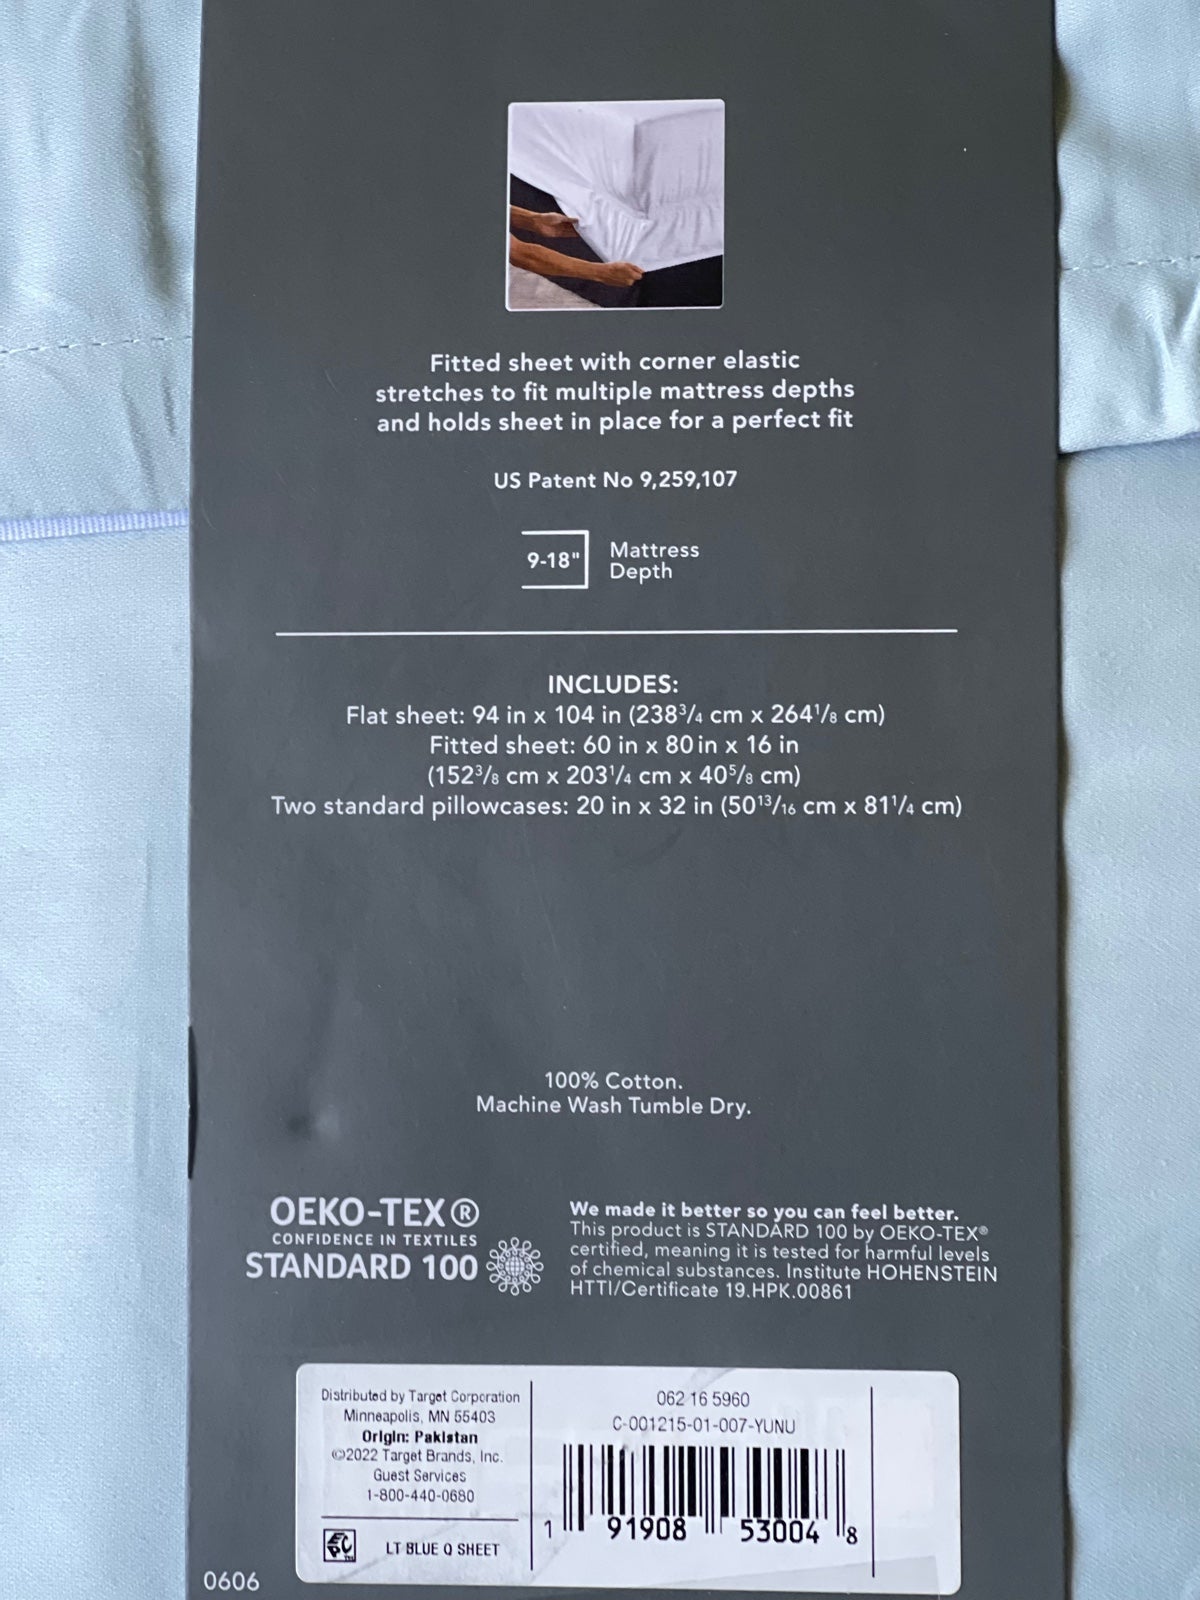 Fitted sheet with corner elastic
stretches to fit multiple mattress depths
and holds sheet in place for a perfect fit
US Patent No 9,259,107
9-18"
Mattress
Depth
INCLUDES:
Flat sheet: 94 in x 104 in (238³/₄ cm x 264¹/₈ cm)
Fitted sheet: 60 in x 80 in x 16 in
(152³/₈ cm x 203¹/₄ cm x 40⁵/₈ cm)
Two standard pillowcases: 20 in x 32 in (50¹³/₁₆ cm x 81¹/₄ cm)
100% Cotton.
Machine Wash Tumble Dry.
OEKO-TEX®
CONFIDENCE IN TEXTILES
STANDARD 100
We made it better so you can feel better.
This product is STANDARD 100 by OEKO-TEX®
certified, meaning it is tested for harmful levels
of chemical substances. Institute HOHENSTEIN
HTTI/Certificate 19.HPK.00861
Distributed by Target Corporation
Minneapolis, MN 55403
Origin: Pakistan
©2022 Target Brands, Inc.
Guest Services
1-800-440-0680
EPC
LT BLUE Q SHEET
062 16 5960
C-001215-01-007-YUNU
1 91908 53004 8
0606